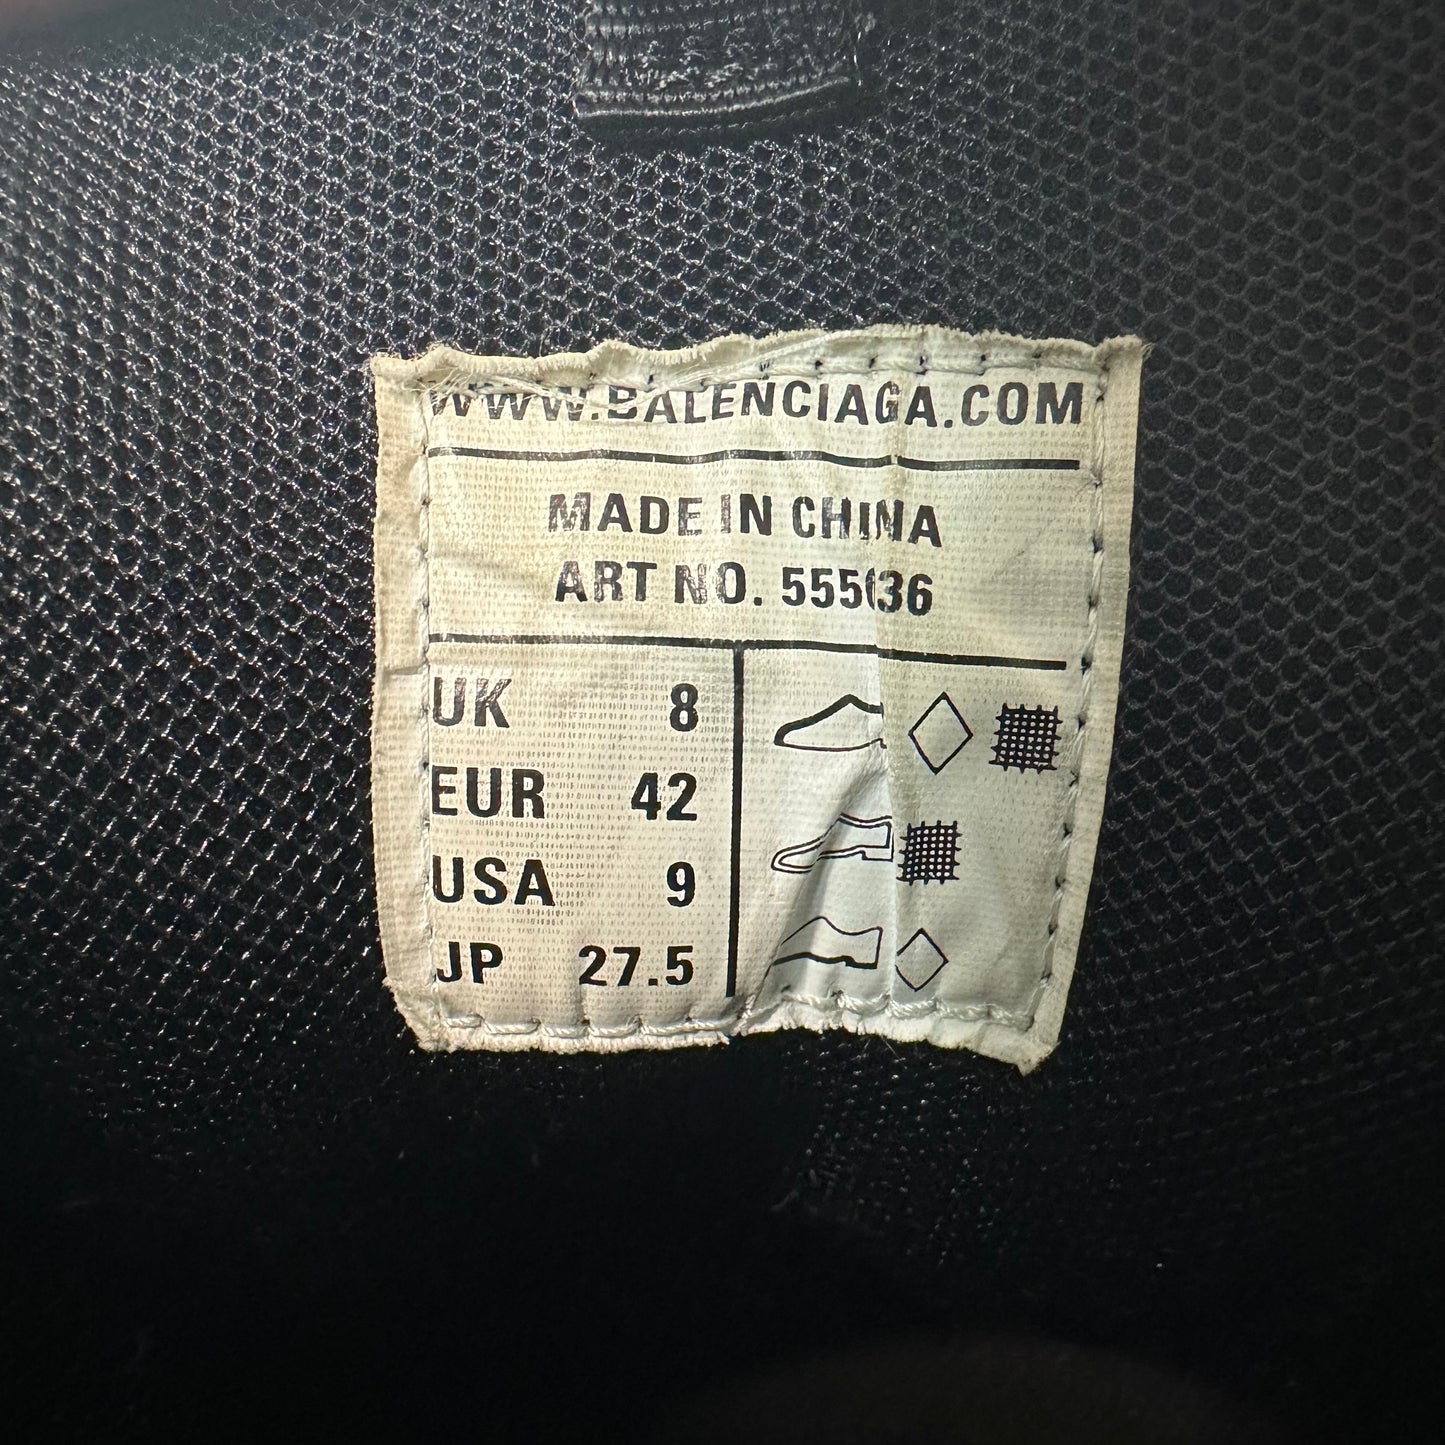 WWW.BALENCIAGA.COM
MADE IN CHINA
ART NO. 555036
UK 8
EUR 42
USA 9
JP 27.5